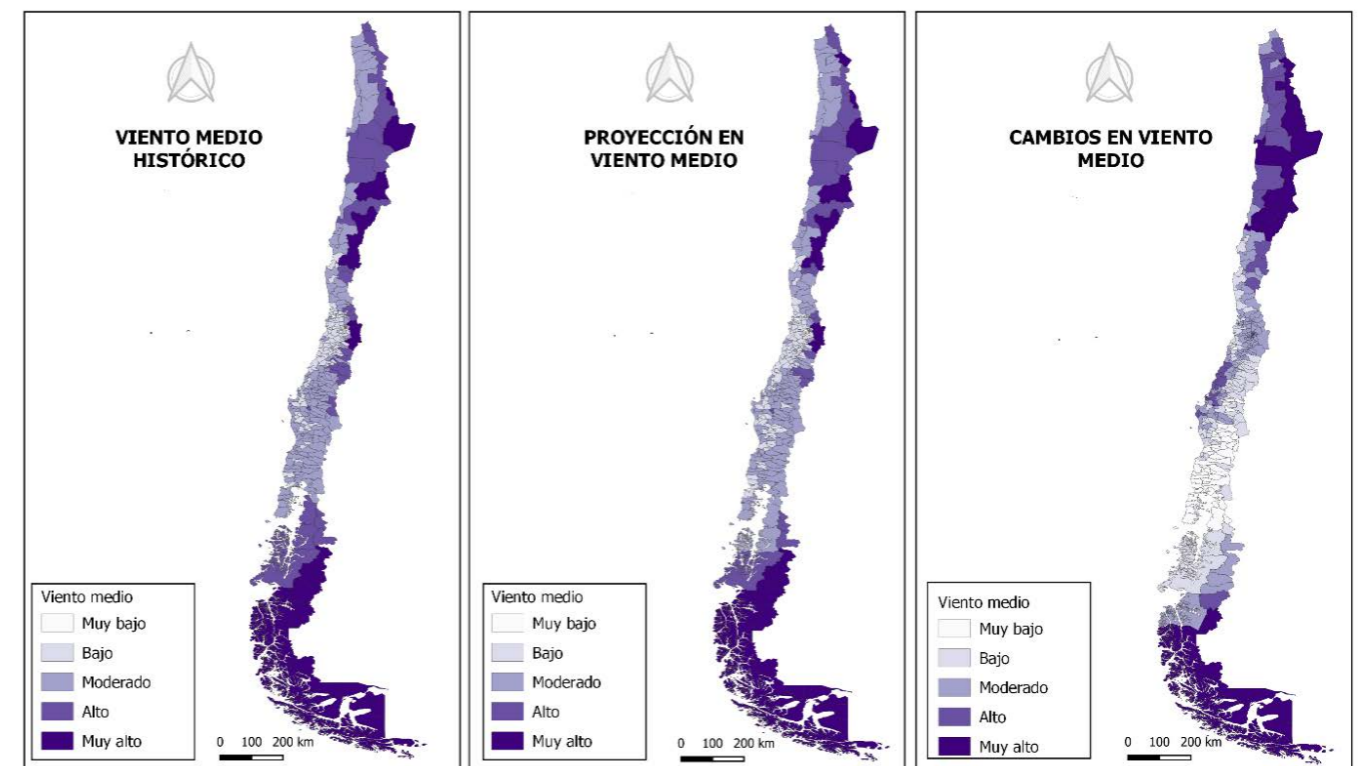 VIENTO MEDIO
HISTÓRICO
Viento medio
Muy bajo
Bajo
Moderado
Alto
Muy alto
0 100 200 km
PROYECCIÓN EN
VIENTO MEDIO
Viento medio
Muy bajo
Bajo
Moderado
Alto
Muy alto
0 100 200 km
CAMBIOS EN VIENTO
MEDIO
Viento medio
Muy bajo
Bajo
Moderado
Alto
Muy alto
0 100 200 km